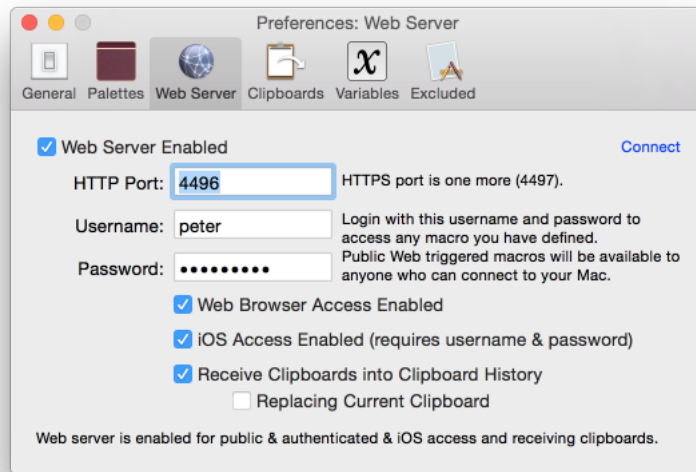 Preferences: Web Server
General Palettes Web Server Clipboards Variables Excluded
Web Server Enabled Connect
HTTP Port: 4496 HTTPS port is one more (4497).
Username: peter Login with this username and password to
access any macro you have defined.
Password: ••••••••• Public Web triggered macros will be available to
anyone who can connect to your Mac.
Web Browser Access Enabled
iOS Access Enabled (requires username & password)
Receive Clipboards into Clipboard History
Replacing Current Clipboard
Web server is enabled for public & authenticated & iOS access and receiving clipboards.